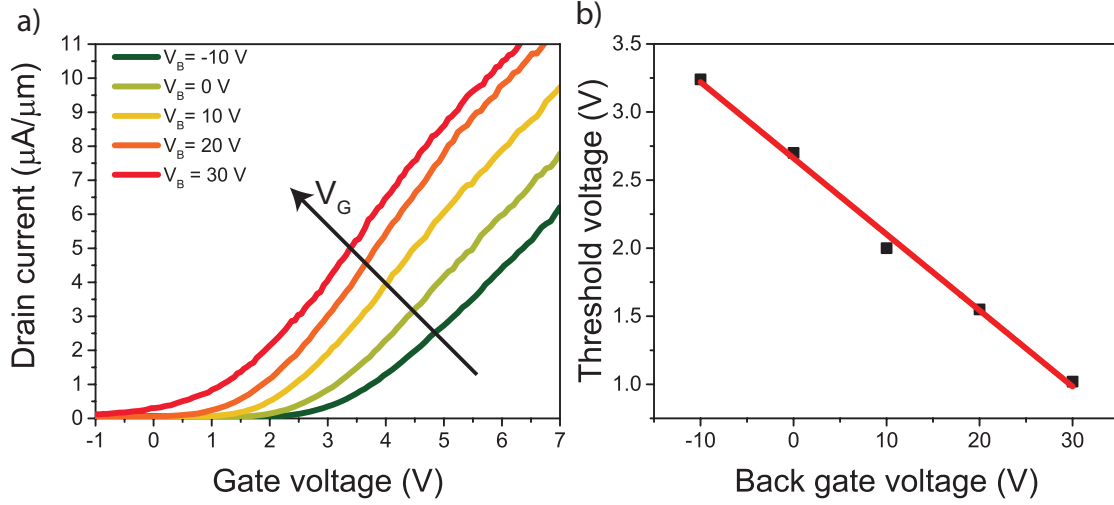 a)
11
10
9
8
7
6
5
4
3
2
1
0
Drain current (μA/μm)
V_B= -10 V
V_B= 0 V
V_B= 10 V
V_B= 20 V
V_B = 30 V
V_G
-1 0 1 2 3 4 5 6 7
Gate voltage (V)
b)
3.5
3.0
2.5
2.0
1.5
1.0
Threshold voltage (V)
-10 0 10 20 30
Back gate voltage (V)